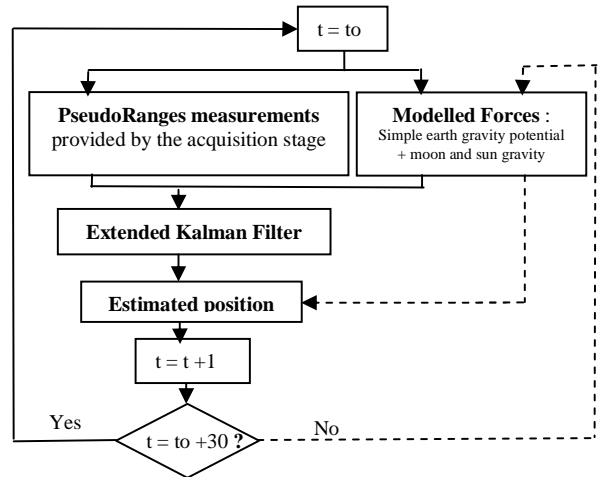 t = to
PseudoRanges measurements
provided by the acquisition stage
Modelled Forces :
Simple earth gravity potential
+ moon and sun gravity
Extended Kalman Filter
Estimated position
t = t +1
Yes
t = to +30 ?
No